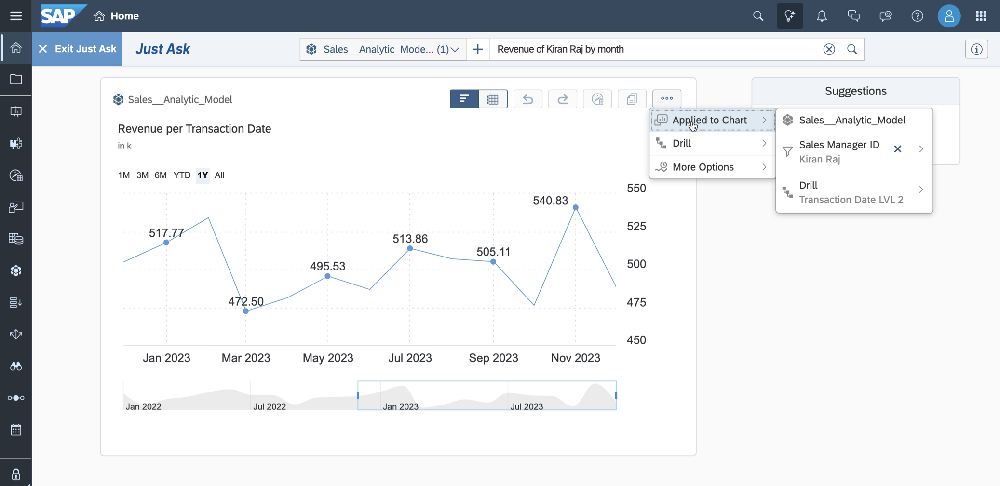 SAP
Home
Exit Just Ask
Just Ask
Sales__Analytic_Mode... (1)
Revenue of Kiran Raj by month
Sales__Analytic_Model
Suggestions
Applied to Chart
Drill
More Options
Sales__Analytic_Model
Sales Manager ID
Kiran Raj
Drill
Transaction Date LVL 2
Revenue per Transaction Date
in k
1M 3M 6M YTD 1Y All
550
540.83
525
517.77
513.86
505.11
500
495.53
475
472.50
450
Jan 2023 Mar 2023 May 2023 Jul 2023 Sep 2023 Nov 2023
Jan 2022 Jul 2022 Jan 2023 Jul 2023